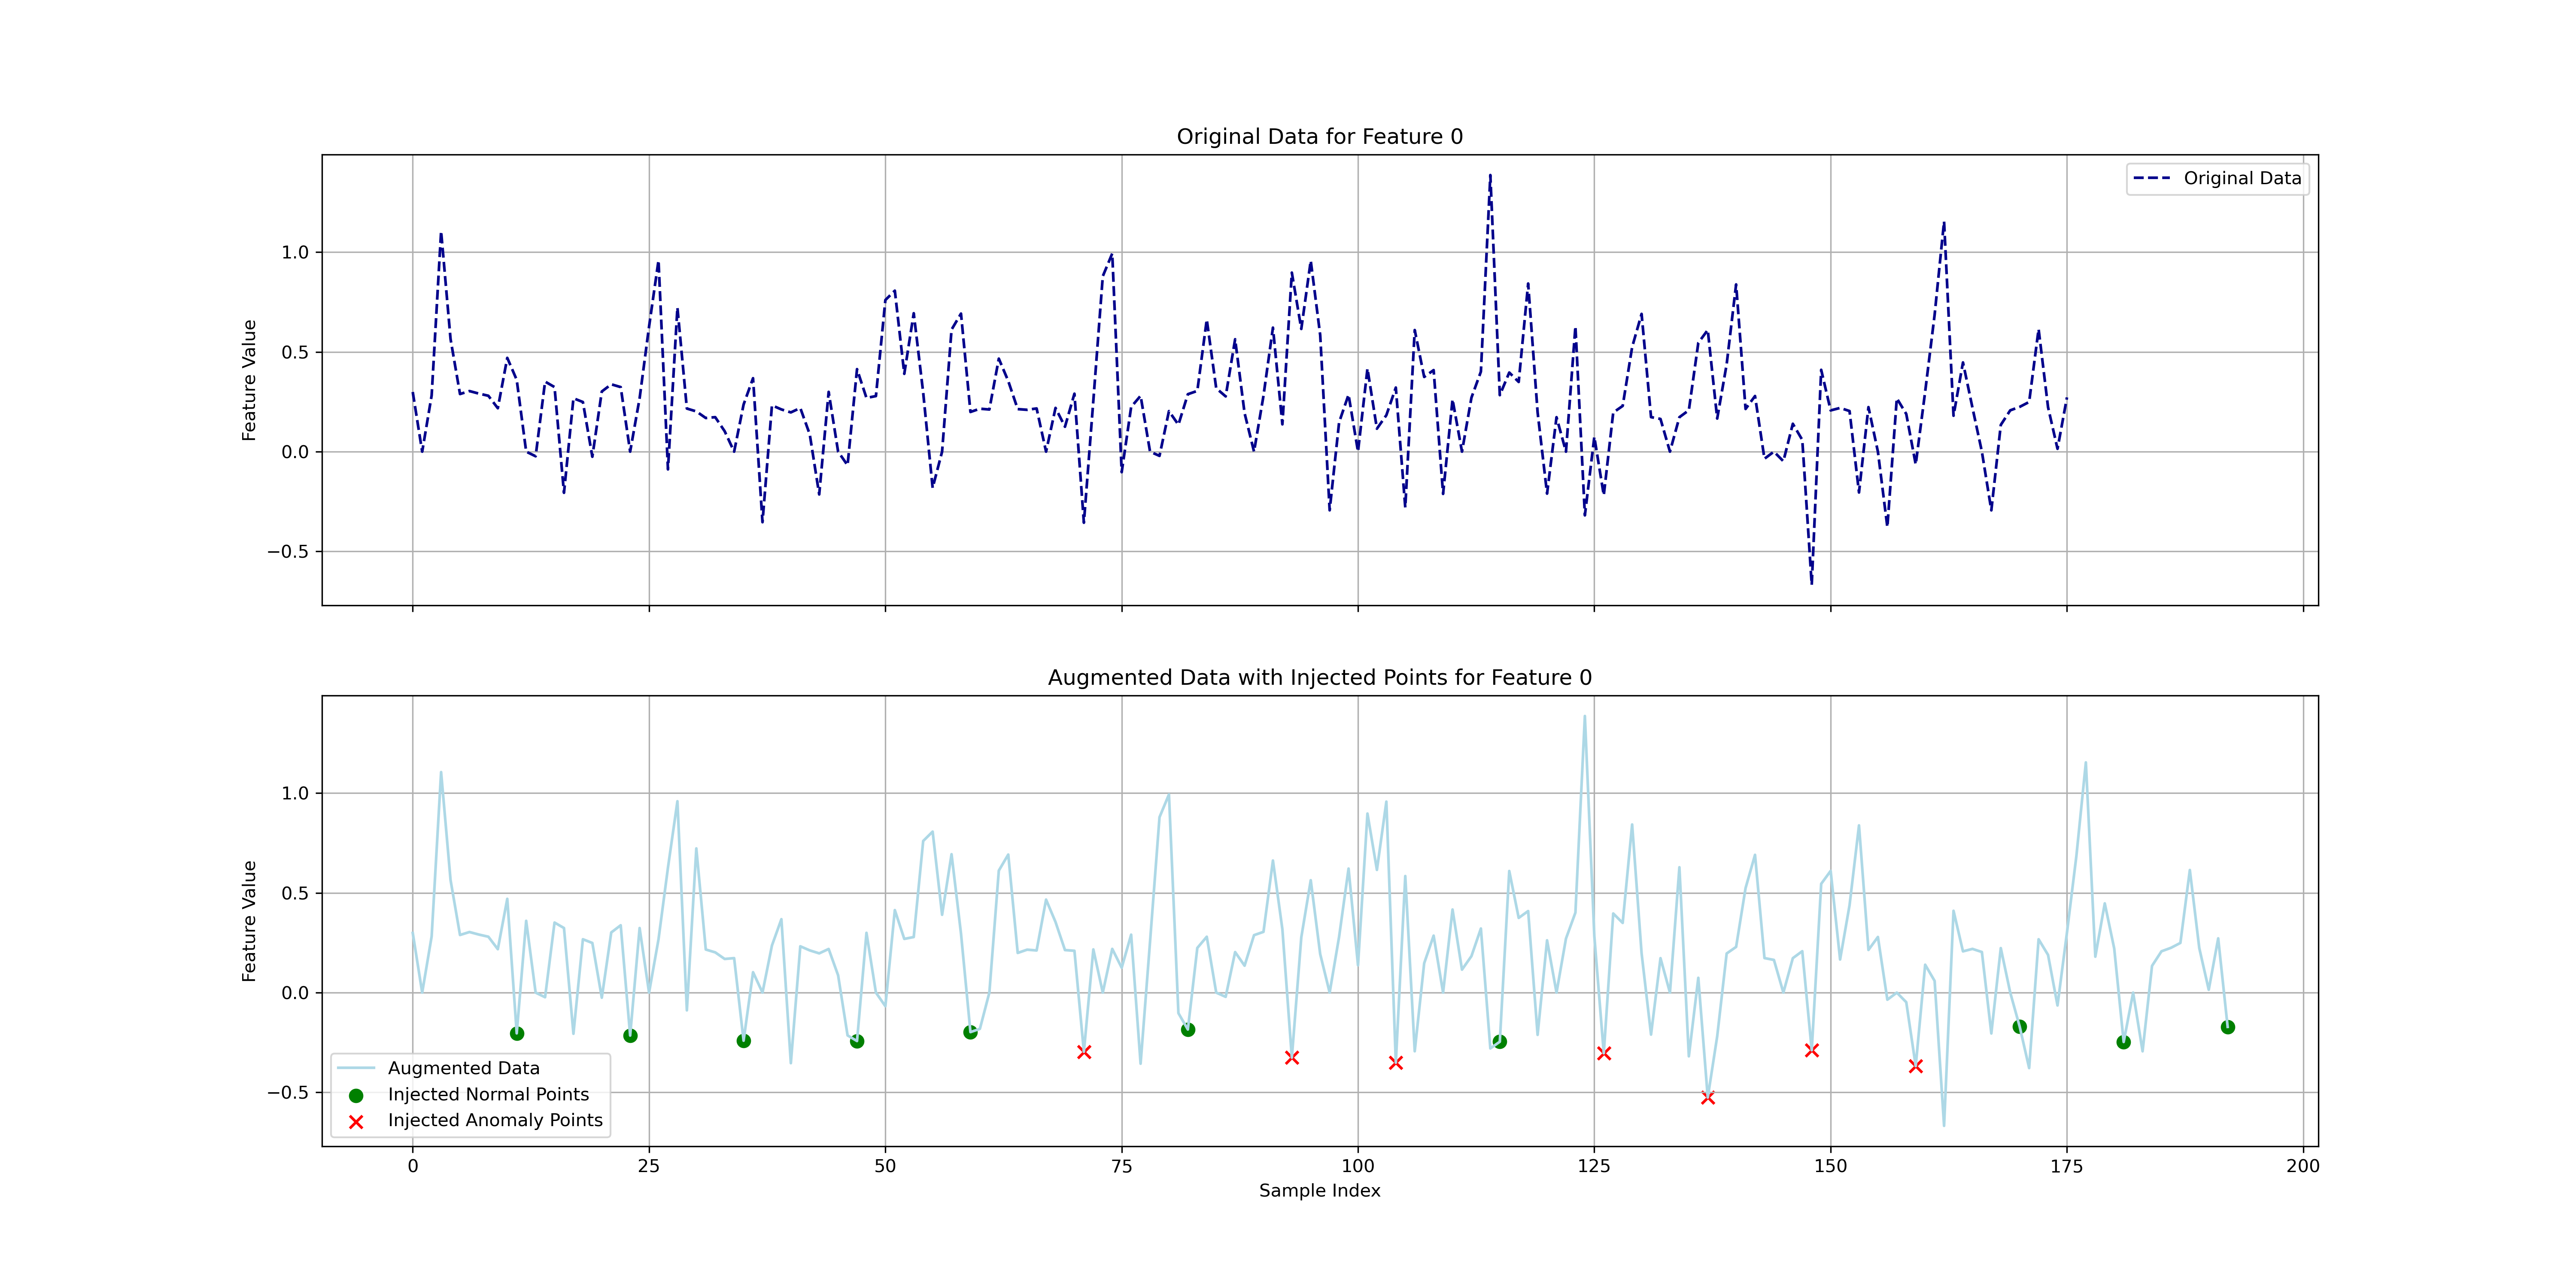 Original Data for Feature 0
Original Data
1.0
0.5
0.0
−0.5
Feature Value
Augmented Data with Injected Points for Feature 0
1.0
0.5
0.0
−0.5
Feature Value
Augmented Data
Injected Normal Points
Injected Anomaly Points
0 25 50 75 100 125 150 175 200
Sample Index